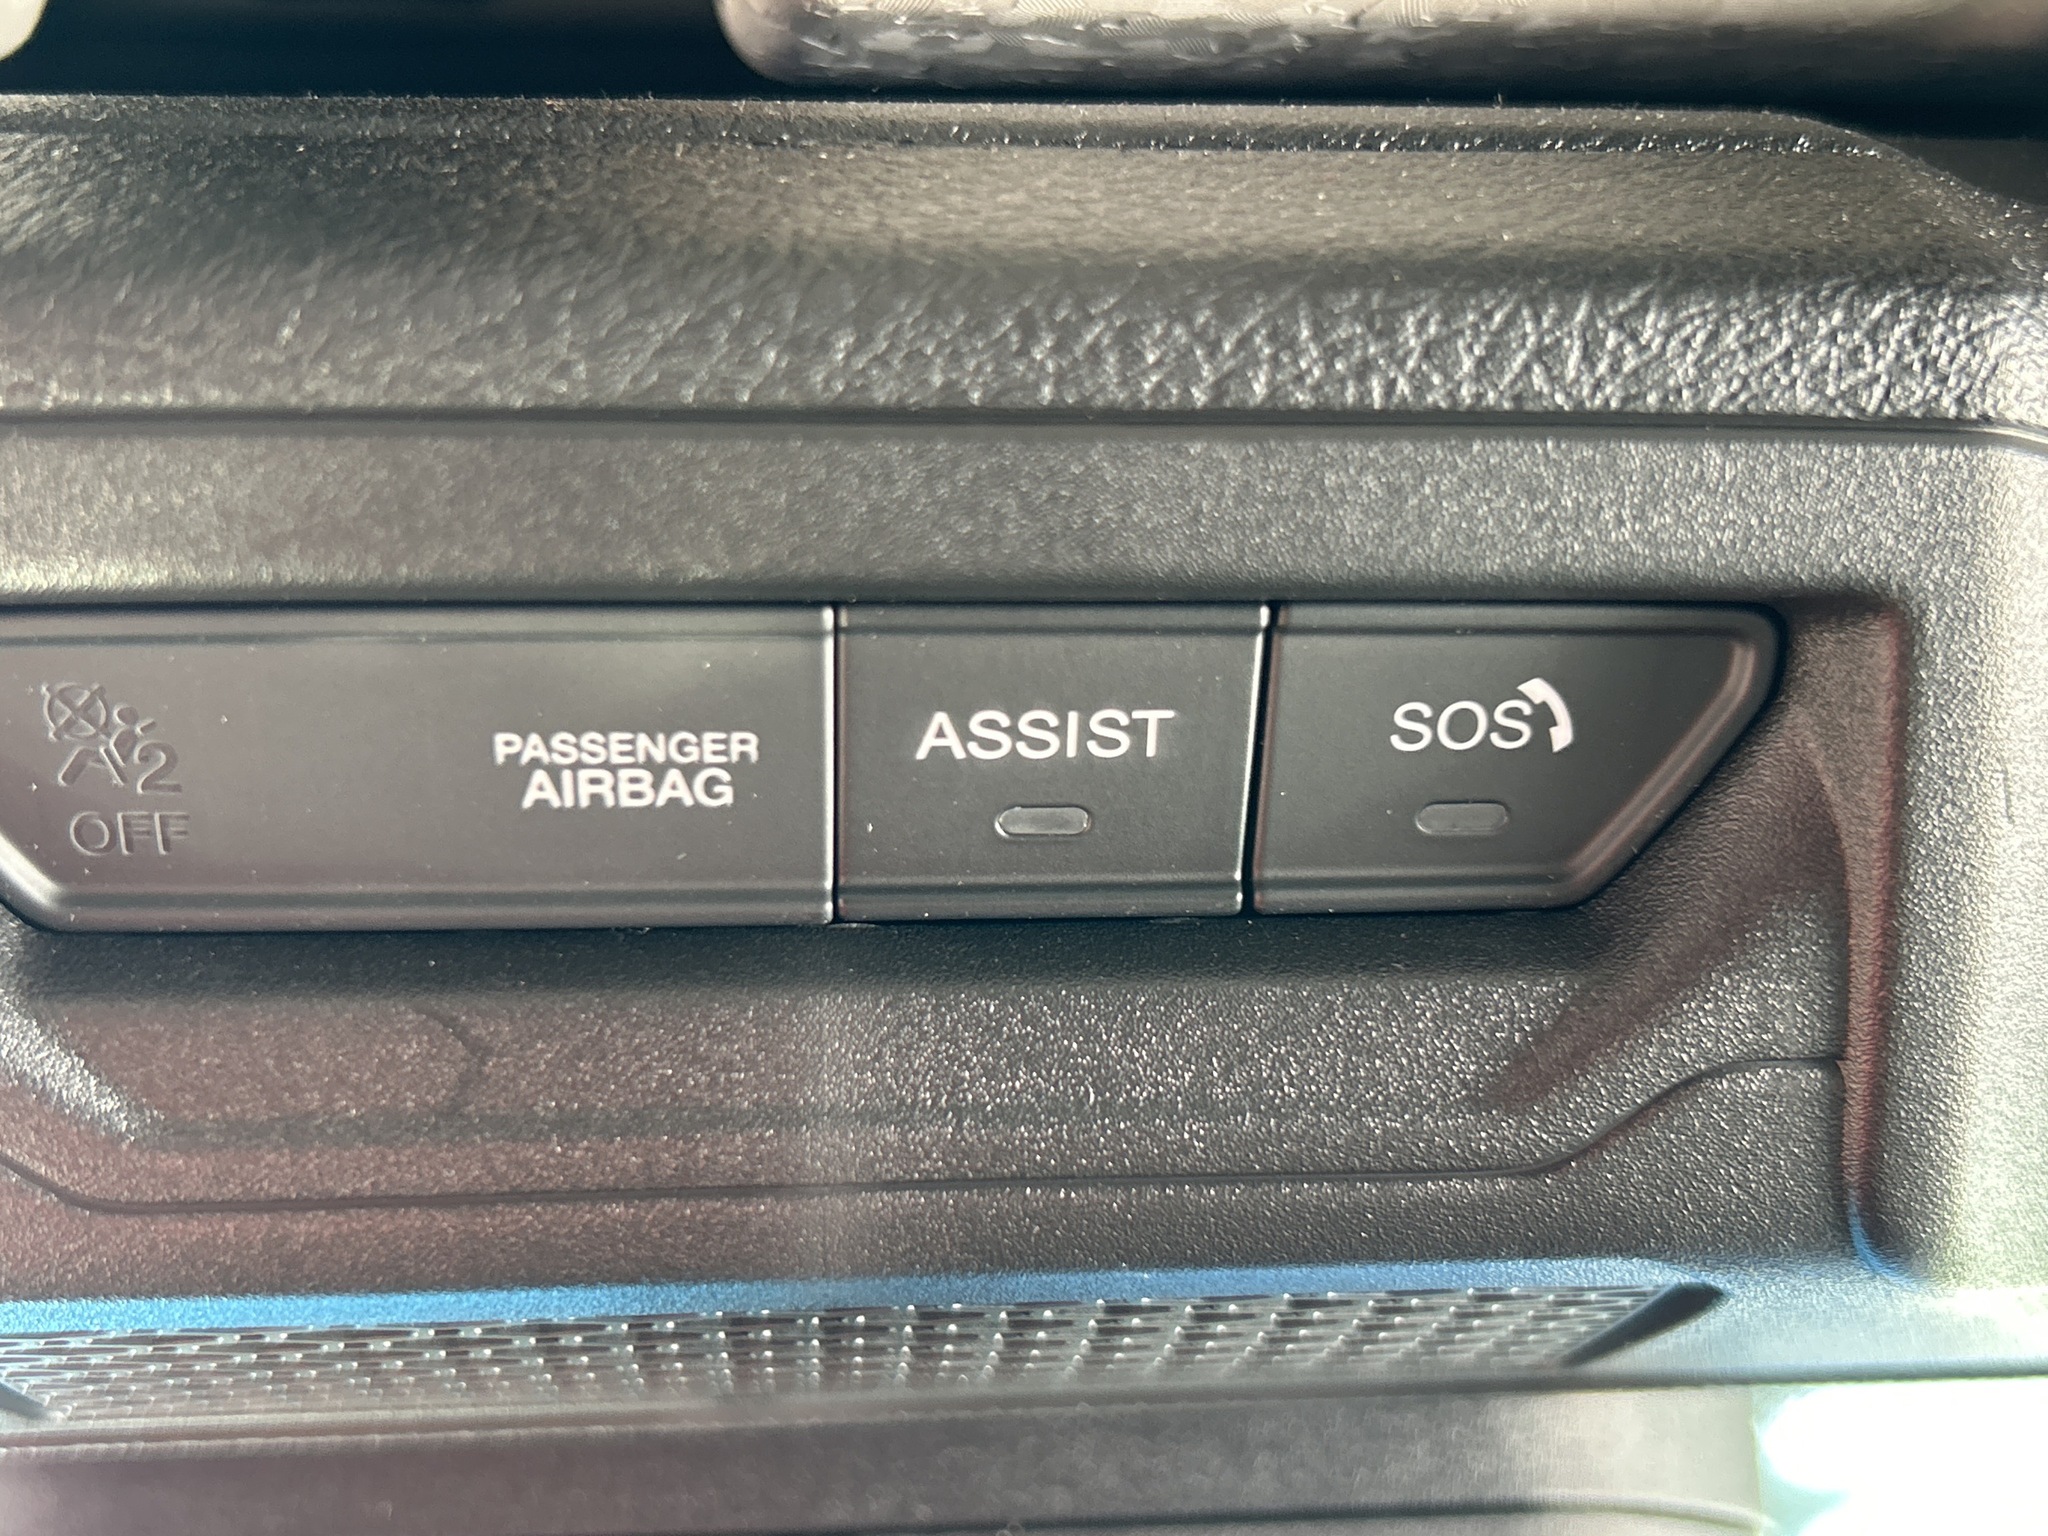 2
OFF
PASSENGER
AIRBAG
ASSIST
SOS